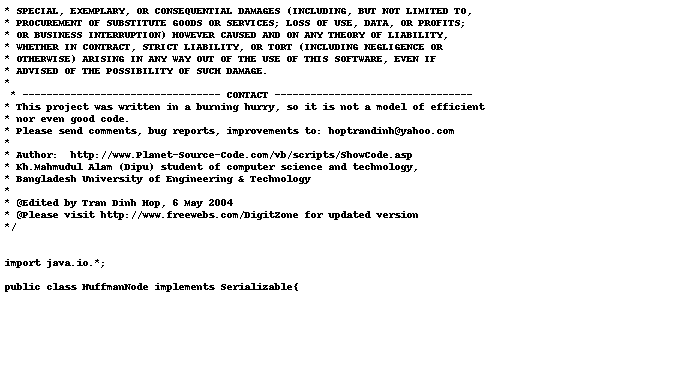 * SPECIAL, EXEMPLARY, OR CONSEQUENTIAL DAMAGES (INCLUDING, BUT NOT LIMITED TO,
* PROCUREMENT OF SUBSTITUTE GOODS OR SERVICES; LOSS OF USE, DATA, OR PROFITS;
* OR BUSINESS INTERRUPTION) HOWEVER CAUSED AND ON ANY THEORY OF LIABILITY,
* WHETHER IN CONTRACT, STRICT LIABILITY, OR TORT (INCLUDING NEGLIGENCE OR
* OTHERWISE) ARISING IN ANY WAY OUT OF THE USE OF THIS SOFTWARE, EVEN IF
* ADVISED OF THE POSSIBILITY OF SUCH DAMAGE.
*
* --------------------------------- CONTACT ---------------------------------
* This project was written in a burning hurry, so it is not a model of efficient
* nor even good code.
* Please send comments, bug reports, improvements to: hoptrandinh@yahoo.com
*
* Author:  http://www.Planet-Source-Code.com/vb/scripts/ShowCode.asp
* Kh.Mahmudul Alam (Dipu) student of computer science and technology,
* Bangladesh University of Engineering & Technology
*
* @Edited by Tran Dinh Hop, 6 May 2004
* @Please visit http://www.freewebs.com/DigitZone for updated version
*/
import java.io.*;
public class HuffmanNode implements Serializable{